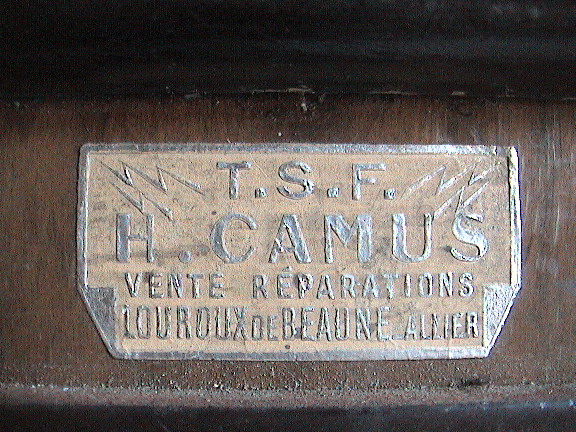 T.S.F.
H. CAMUS
VENTE RÉPARATIONS
LOUROUX DE BEAUNE ALLIER